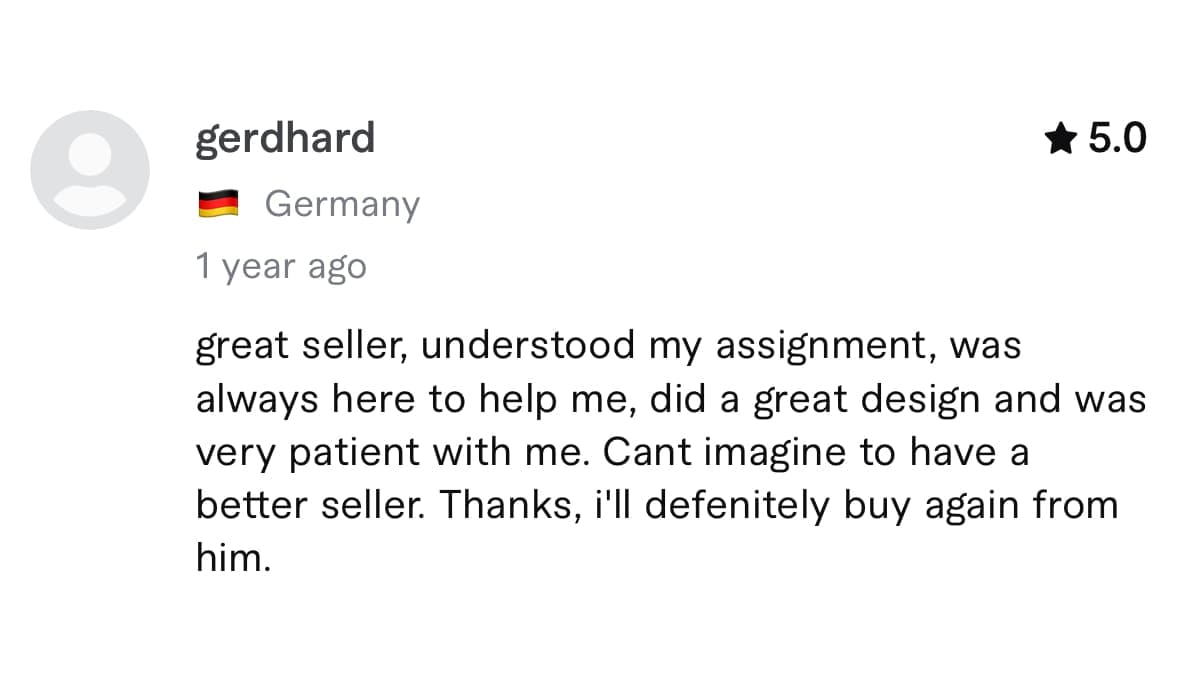 gerdhard
★ 5.0
🇩🇪 Germany
1 year ago
great seller, understood my assignment, was
always here to help me, did a great design and was
very patient with me. Cant imagine to have a
better seller. Thanks, i'll defenitely buy again from
him.